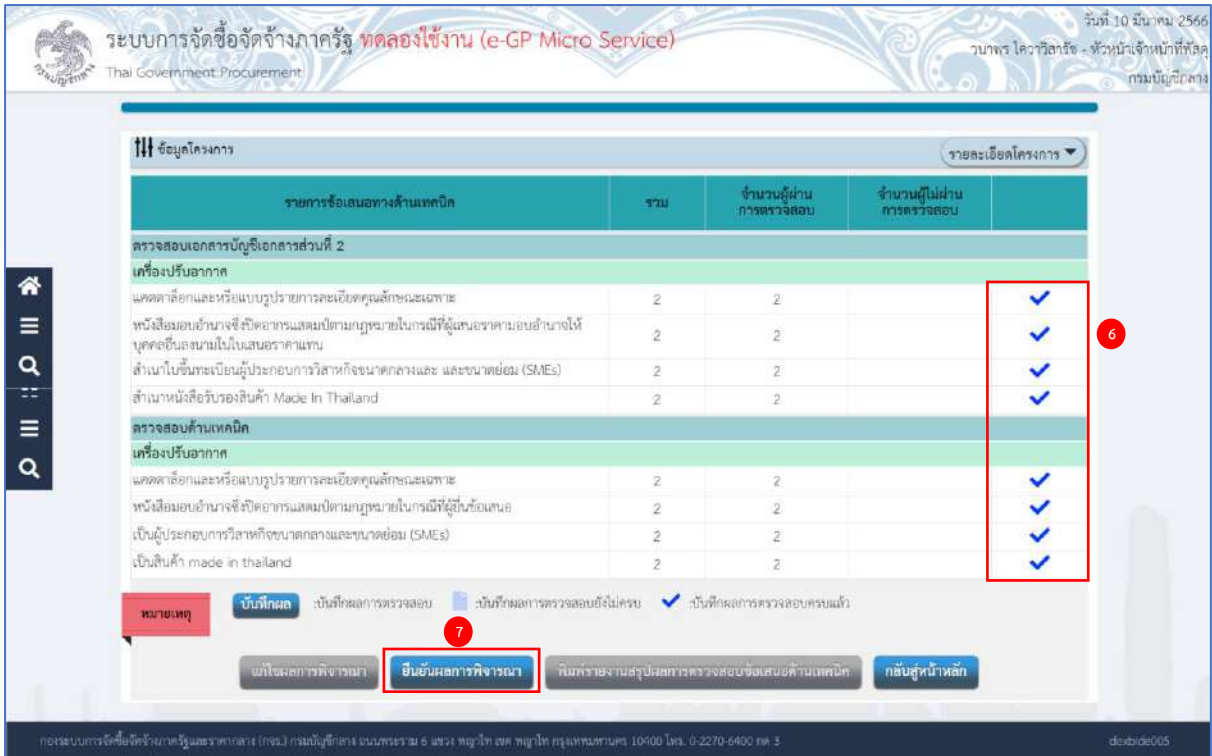 วันที่ 10 มีนาคม 2566
ระบบการจัดซื้อจัดจ้างภาครัฐ ทดลองใช้งาน (e-GP Micro Service)
วนาพร โควาวิสารัช - หัวหน้าเจ้าหน้าที่พัสดุ
Thai Government Procurement
กรมบัญชีกลาง
ข้อมูลโครงการ
รายละเอียดโครงการ
รายการข้อเสนอทางด้านเทคนิค รวม จำนวนผู้ผ่านการตรวจสอบ จำนวนผู้ไม่ผ่านการตรวจสอบ
ตรวจสอบเอกสารบัญชีเอกสารส่วนที่ 2
เครื่องปรับอากาศ
แคตตาล็อกและหรือแบบรูปรายการละเอียดคุณลักษณะเฉพาะ 2 2
หนังสือมอบอำนาจซึ่งปิดอากรแสตมป์ตามกฎหมายในกรณีที่ผู้เสนอราคามอบอำนาจให้
บุคคลอื่นลงนามในใบเสนอราคาแทน 2 2
6
สำเนาใบขึ้นทะเบียนผู้ประกอบการวิสาหกิจขนาดกลางและ และขนาดย่อม (SMEs) 2 2
สำเนาหนังสือรับรองสินค้า Made In Thailand 2 2
ตรวจสอบด้านเทคนิค
เครื่องปรับอากาศ
แคตตาล็อกและหรือแบบรูปรายการละเอียดคุณลักษณะเฉพาะ 2 2
หนังสือมอบอำนาจซึ่งปิดอากรแสตมป์ตามกฎหมายในกรณีที่ผู้ยื่นข้อเสนอ 2 2
เป็นผู้ประกอบการวิสาหกิจขนาดกลางและขนาดย่อม (SMEs) 2 2
เป็นสินค้า made in thailand 2 2
หมายเหตุ บันทึกผล :บันทึกผลการตรวจสอบ :บันทึกผลการตรวจสอบยังไม่ครบ :บันทึกผลการตรวจสอบครบแล้ว
7
แก้ไขผลการพิจารณา ยืนยันผลการพิจารณา พิมพ์รายงานสรุปผลการตรวจสอบข้อเสนอด้านเทคนิค กลับสู่หน้าหลัก
กองระบบการจัดซื้อจัดจ้างภาครัฐและราคากลาง (กจร.) กรมบัญชีกลาง ถนนพระราม 6 แขวง พญาไท เขต พญาไท กรุงเทพมหานคร 10400 โทร. 0-2270-6400 กด 3
dexbide005